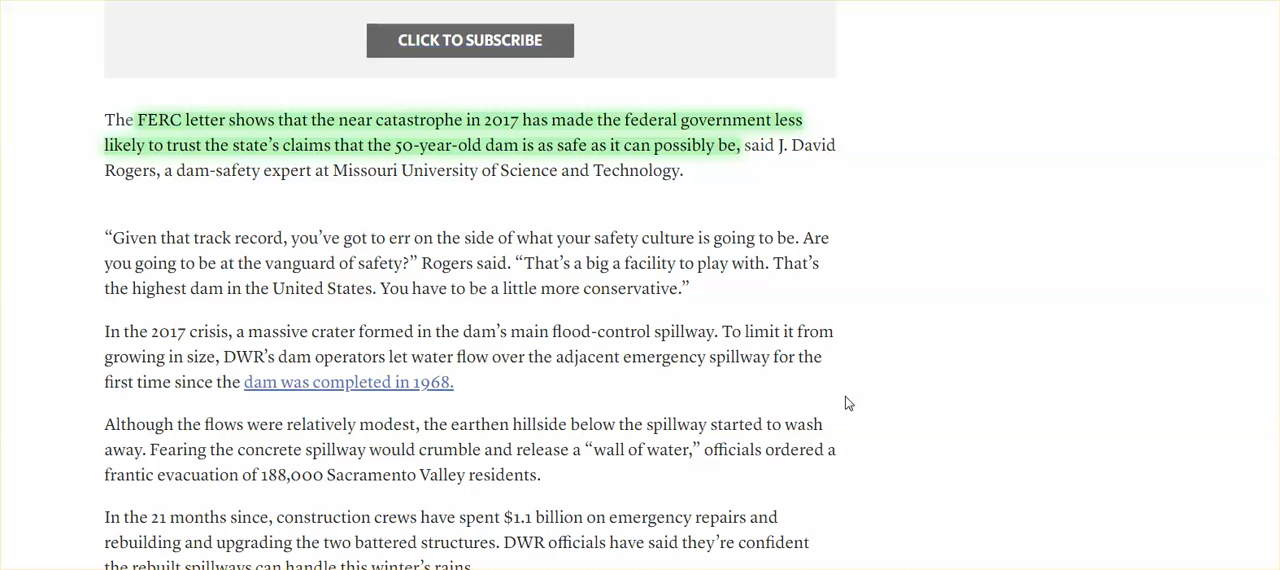 CLICK TO SUBSCRIBE
The FERC letter shows that the near catastrophe in 2017 has made the federal government less
likely to trust the state’s claims that the 50-year-old dam is as safe as it can possibly be, said J. David
Rogers, a dam-safety expert at Missouri University of Science and Technology.
“Given that track record, you’ve got to err on the side of what your safety culture is going to be. Are
you going to be at the vanguard of safety?” Rogers said. “That’s a big a facility to play with. That’s
the highest dam in the United States. You have to be a little more conservative.”
In the 2017 crisis, a massive crater formed in the dam’s main flood-control spillway. To limit it from
growing in size, DWR’s dam operators let water flow over the adjacent emergency spillway for the
first time since the dam was completed in 1968.
Although the flows were relatively modest, the earthen hillside below the spillway started to wash
away. Fearing the concrete spillway would crumble and release a “wall of water,” officials ordered a
frantic evacuation of 188,000 Sacramento Valley residents.
In the 21 months since, construction crews have spent $1.1 billion on emergency repairs and
rebuilding and upgrading the two battered structures. DWR officials have said they’re confident
the rebuilt spillways can handle this winter’s rains.